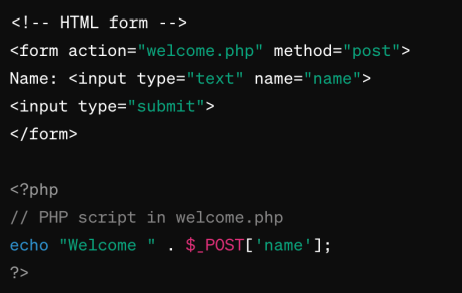 <!-- HTML form -->
<form action="welcome.php" method="post">
Name: <input type="text" name="name">
<input type="submit">
</form>
<?php
// PHP script in welcome.php
echo "Welcome " . $_POST['name'];
?>